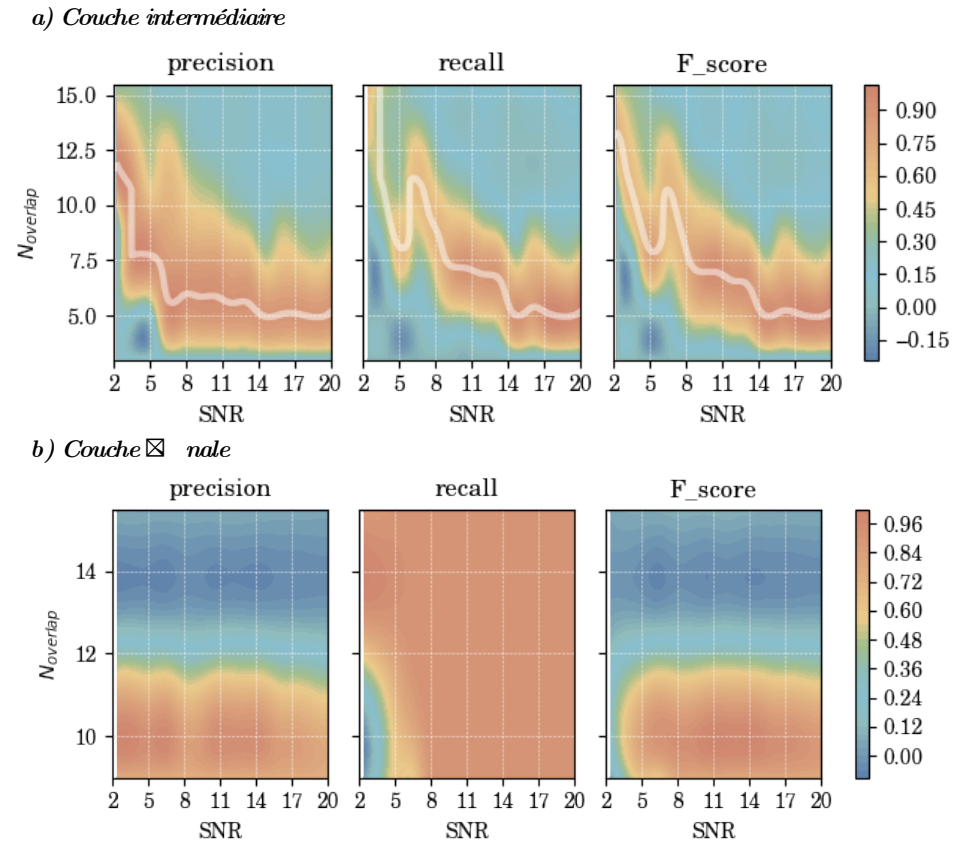 a) Couche intermédiaire
precision recall F_score
15.0
12.5
10.0
7.5
5.0
N_overlap
2 5 8 11 14 17 20 2 5 8 11 14 17 20 2 5 8 11 14 17 20
SNR SNR SNR
0.90
0.75
0.60
0.45
0.30
0.15
0.00
−0.15
b) Couche ☒ nale
precision recall F_score
14
12
10
N_overlap
2 5 8 11 14 17 20 2 5 8 11 14 17 20 2 5 8 11 14 17 20
SNR SNR SNR
0.96
0.84
0.72
0.60
0.48
0.36
0.24
0.12
0.00